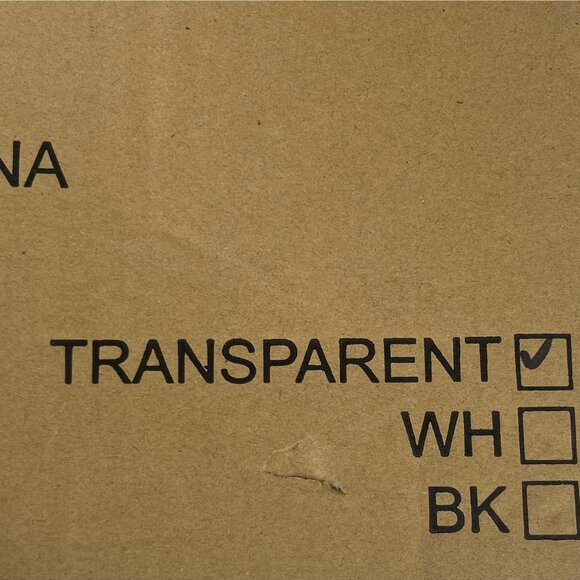 NA
TRANSPARENT ☑
WH ☐
BK ☐